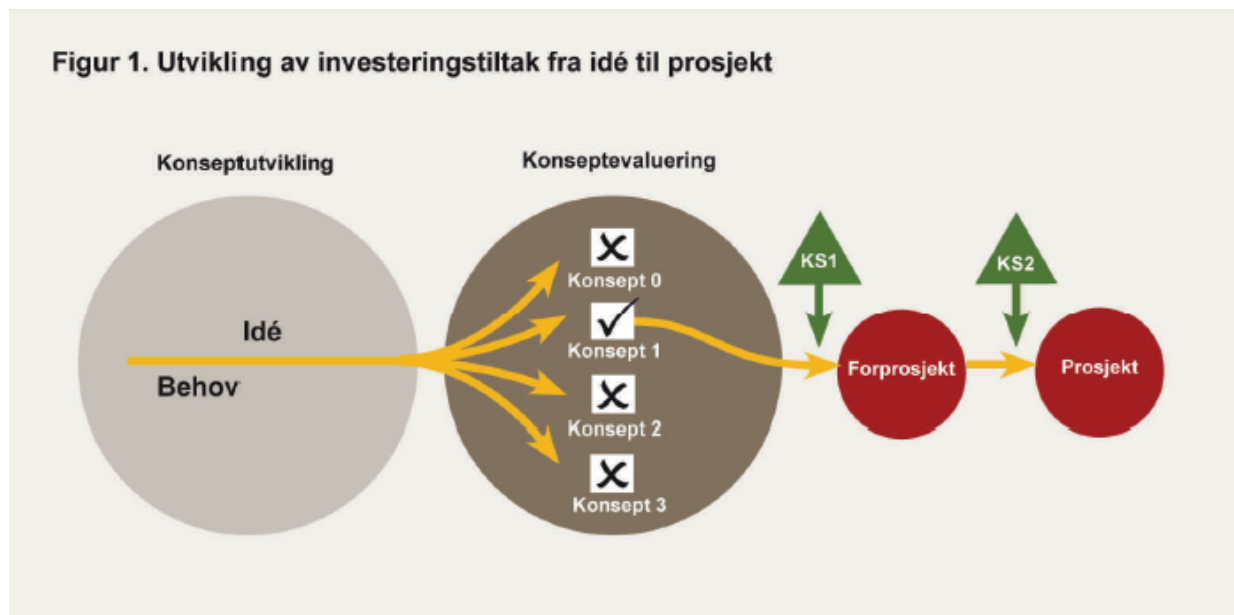 Figur 1. Utvikling av investeringstiltak fra idé til prosjekt
Konseptutvikling
Konseptevaluering
Idé
Behov
Konsept 0
Konsept 1
Konsept 2
Konsept 3
KS1
KS2
Forprosjekt
Prosjekt